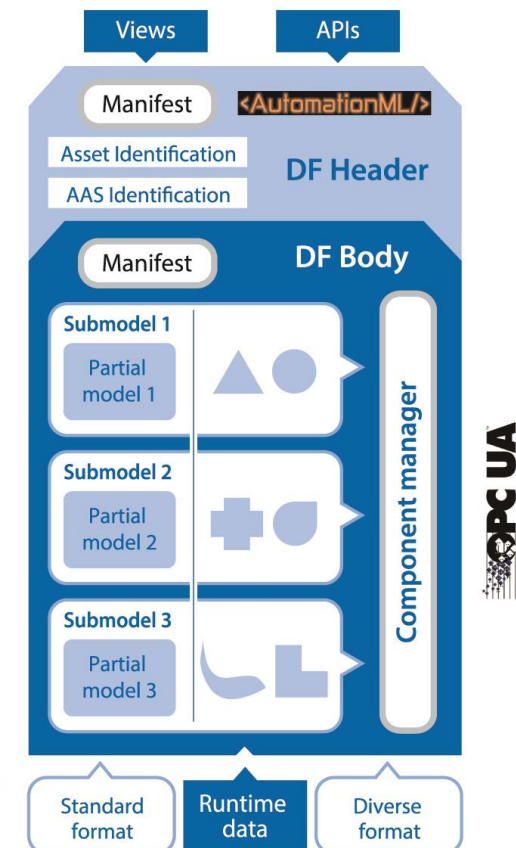 Views
APIs
Manifest
<AutomationML/>
Asset Identification
DF Header
AAS Identification
Manifest
DF Body
Submodel 1
Partial
model 1
Submodel 2
Partial
model 2
Submodel 3
Partial
model 3
Component manager
OPC UA
Standard
format
Runtime
data
Diverse
format